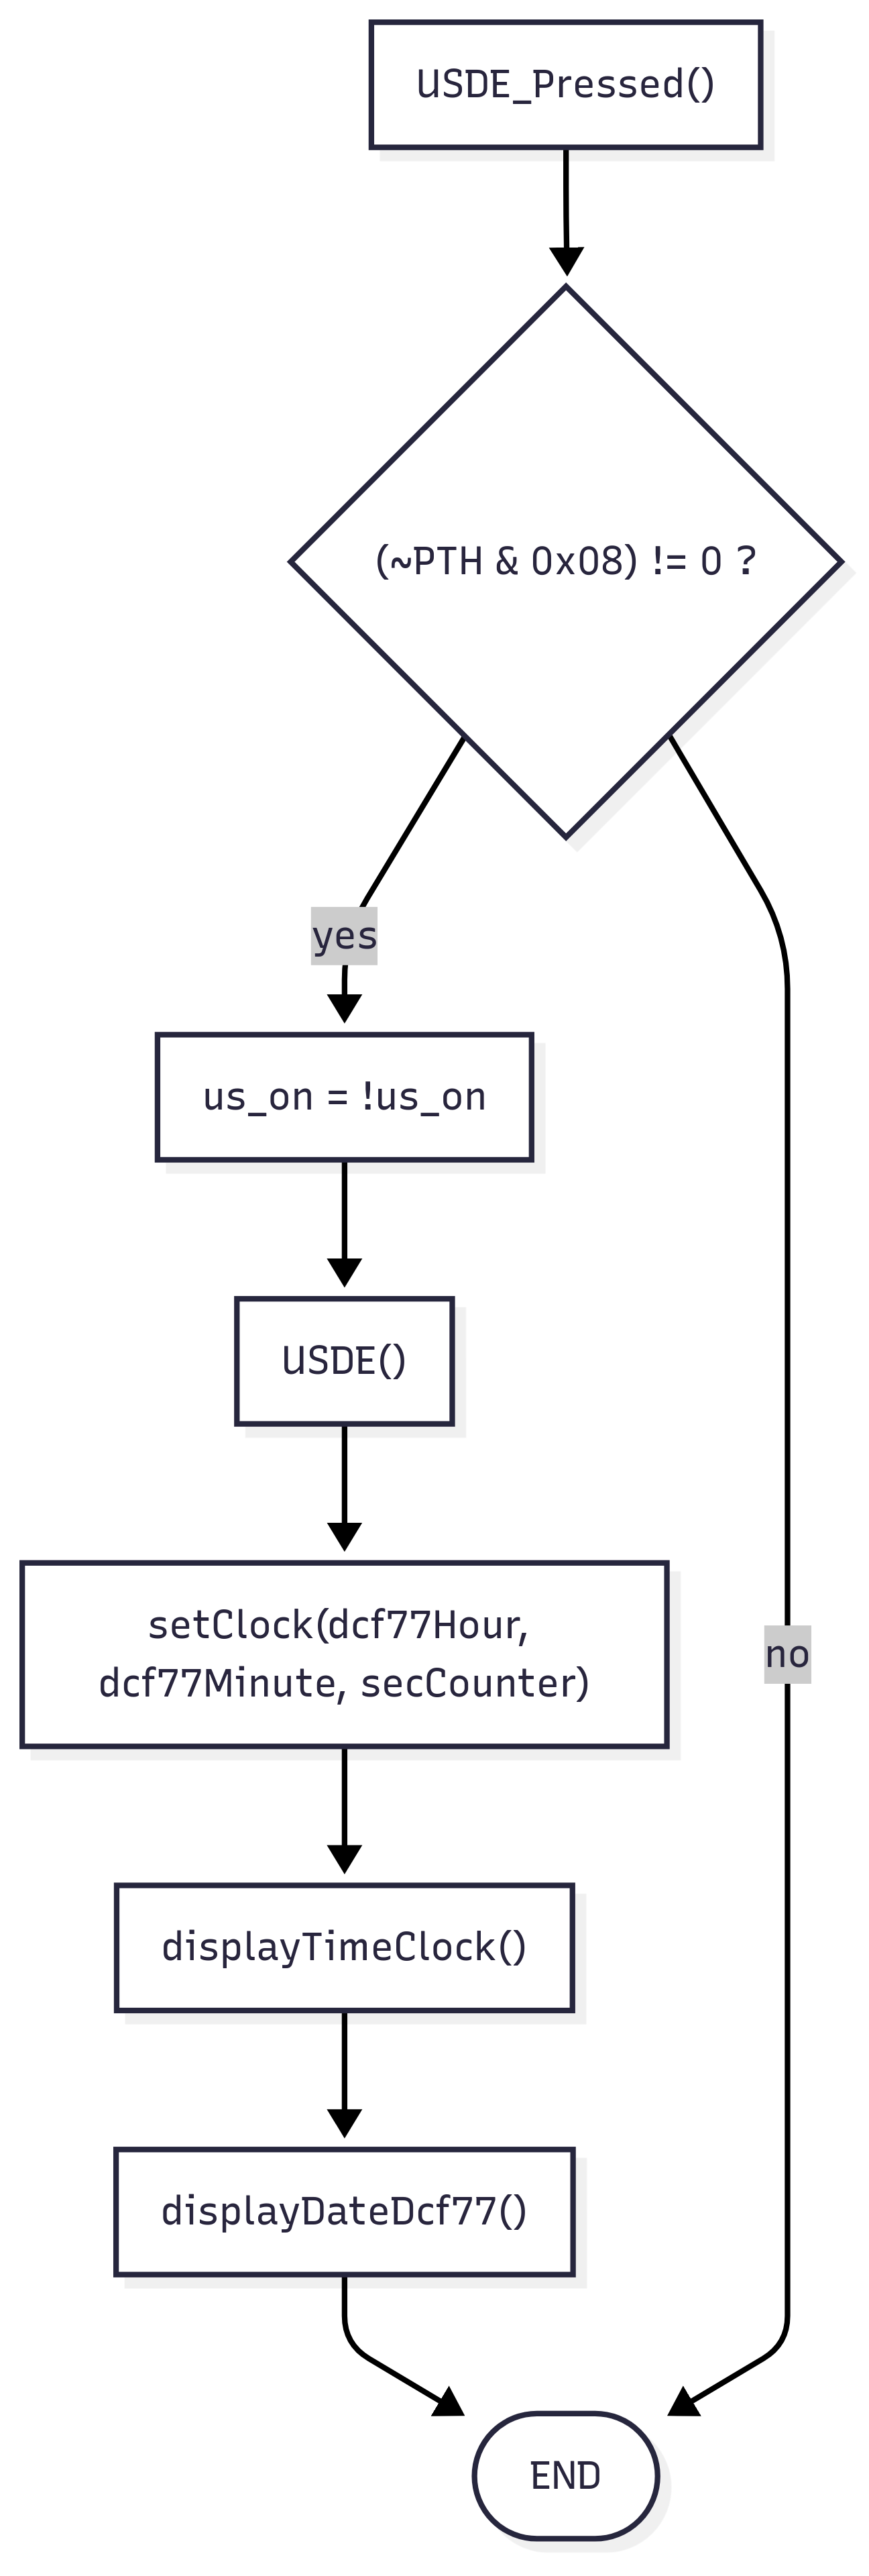 USDE_Pressed()
(~PTH & 0x08) != 0 ?
yes
us_on = !us_on
USDE()
setClock(dcf77Hour,
dcf77Minute, secCounter)
no
displayTimeClock()
displayDateDcf77()
END